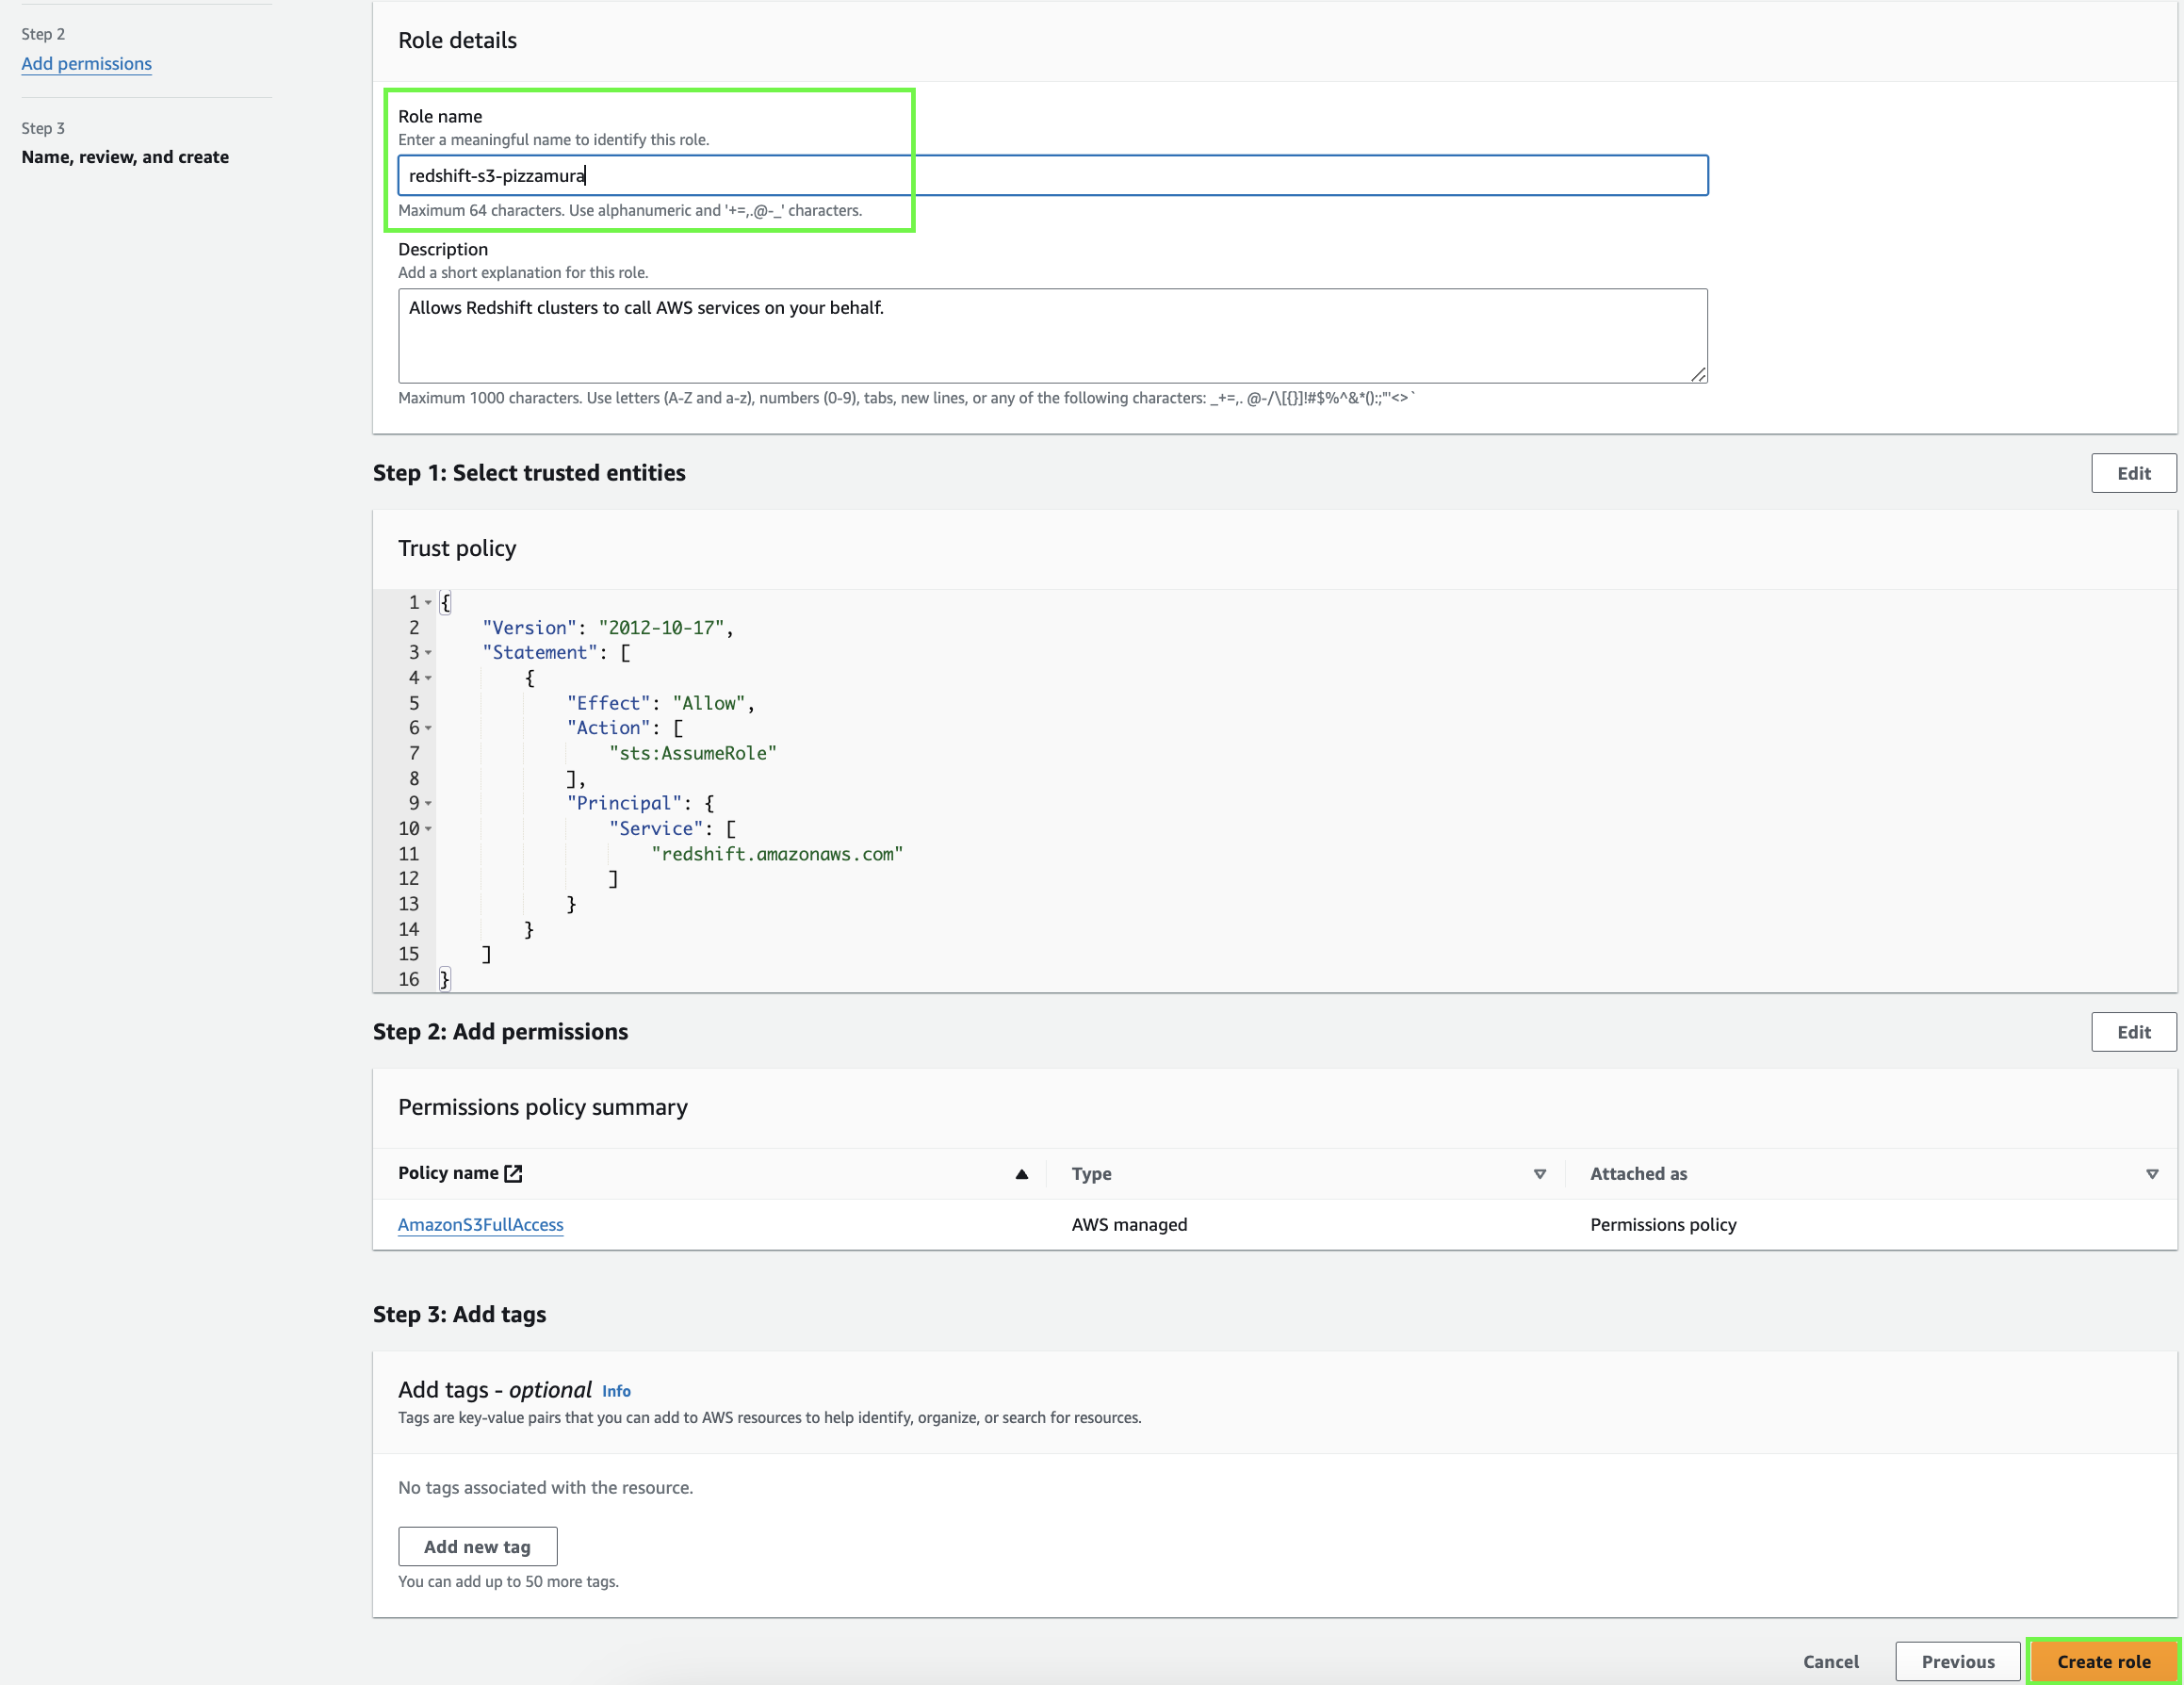 Step 2
Add permissions
Step 3
Name, review, and create
Role details
Role name
Enter a meaningful name to identify this role.
redshift-s3-pizzamura
Maximum 64 characters. Use alphanumeric and '+=,.@-_' characters.
Description
Add a short explanation for this role.
Allows Redshift clusters to call AWS services on your behalf.
Maximum 1000 characters. Use letters (A-Z and a-z), numbers (0-9), tabs, new lines, or any of the following characters: _+=,. @-/\[{}]!#$%^&*();:"'<>`
Step 1: Select trusted entities
Edit
Trust policy
1 {
2 "Version": "2012-10-17",
3 "Statement": [
4 {
5 "Effect": "Allow",
6 "Action": [
7 "sts:AssumeRole"
8 ],
9 "Principal": {
10 "Service": [
11 "redshift.amazonaws.com"
12 ]
13 }
14 }
15 ]
16 }
Step 2: Add permissions
Edit
Permissions policy summary
Policy name Type Attached as
AmazonS3FullAccess AWS managed Permissions policy
Step 3: Add tags
Add tags - optional Info
Tags are key-value pairs that you can add to AWS resources to help identify, organize, or search for resources.
No tags associated with the resource.
Add new tag
You can add up to 50 more tags.
Cancel Previous Create role